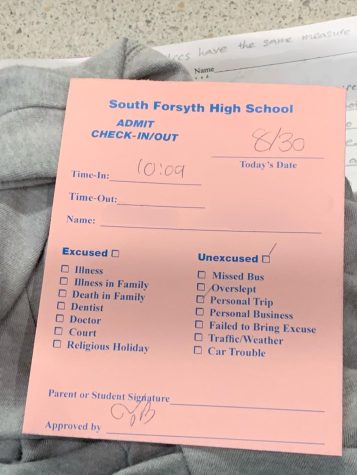 ees have the same measure
Name
South Forsyth High School
ADMIT
CHECK-IN/OUT
8/30
Today's Date
Time-In: 10:09
Time-Out:
Name:
Excused ☐
☐ Illness
☐ Illness in Family
☐ Death in Family
☐ Dentist
☐ Doctor
☐ Court
☐ Religious Holiday
Unexcused ☐
☐ Missed Bus
☐ Overslept
☐ Personal Trip
☐ Personal Business
☐ Failed to Bring Excuse
☐ Traffic/Weather
☐ Car Trouble
Parent or Student Signature
Approved by